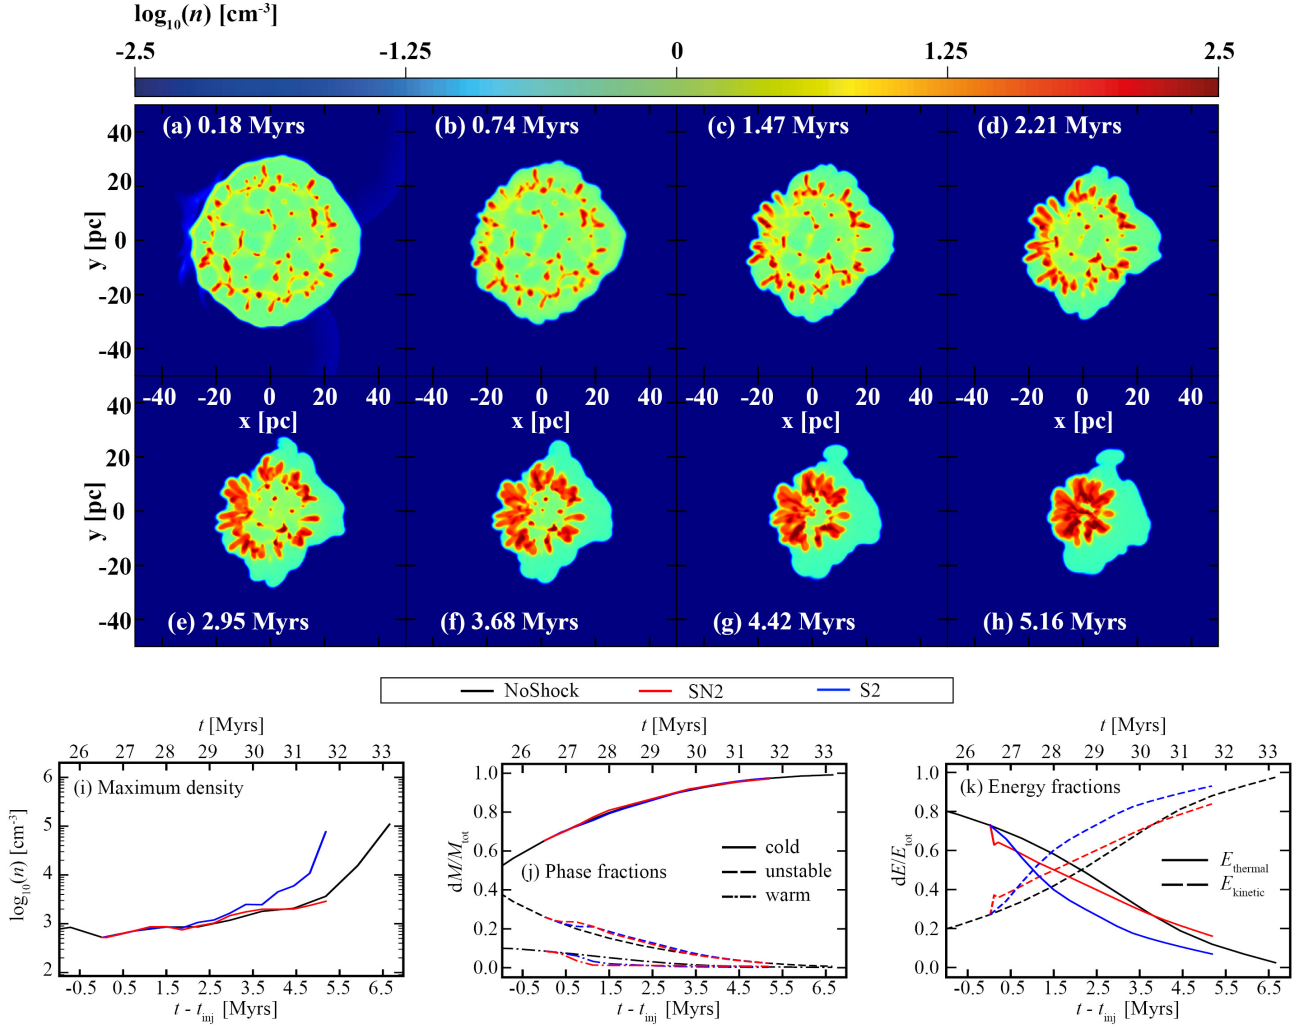 log10(n) [cm-3]
-2.5 -1.25 0 1.25 2.5
(a) 0.18 Myrs (b) 0.74 Myrs (c) 1.47 Myrs (d) 2.21 Myrs
40
20
0
-20
-40
y [pc]
-40 -20 0 20 40 -40 -20 0 20 40 -40 -20 0 20 40 -40 -20 0 20 40
x [pc] x [pc] x [pc] x [pc]
40
20
0
-20
-40
y [pc]
(e) 2.95 Myrs (f) 3.68 Myrs (g) 4.42 Myrs (h) 5.16 Myrs
NoShock SN2 S2
t [Myrs]
26 27 28 29 30 31 32 33
(i) Maximum density
6
5
4
3
2
log10(n) [cm-3]
-0.5 0.5 1.5 2.5 3.5 4.5 5.5 6.5
t - tinj [Myrs]
t [Myrs]
26 27 28 29 30 31 32 33
1.0
0.8
0.6
0.4
0.2
0.0
dM/Mtot
(j) Phase fractions
cold
unstable
warm
-0.5 0.5 1.5 2.5 3.5 4.5 5.5 6.5
t - tinj [Myrs]
t [Myrs]
26 27 28 29 30 31 32 33
(k) Energy fractions
1.0
0.8
0.6
0.4
0.2
0.0
dE/Etot
Ethermal
Ekinetic
-0.5 0.5 1.5 2.5 3.5 4.5 5.5 6.5
t - tinj [Myrs]